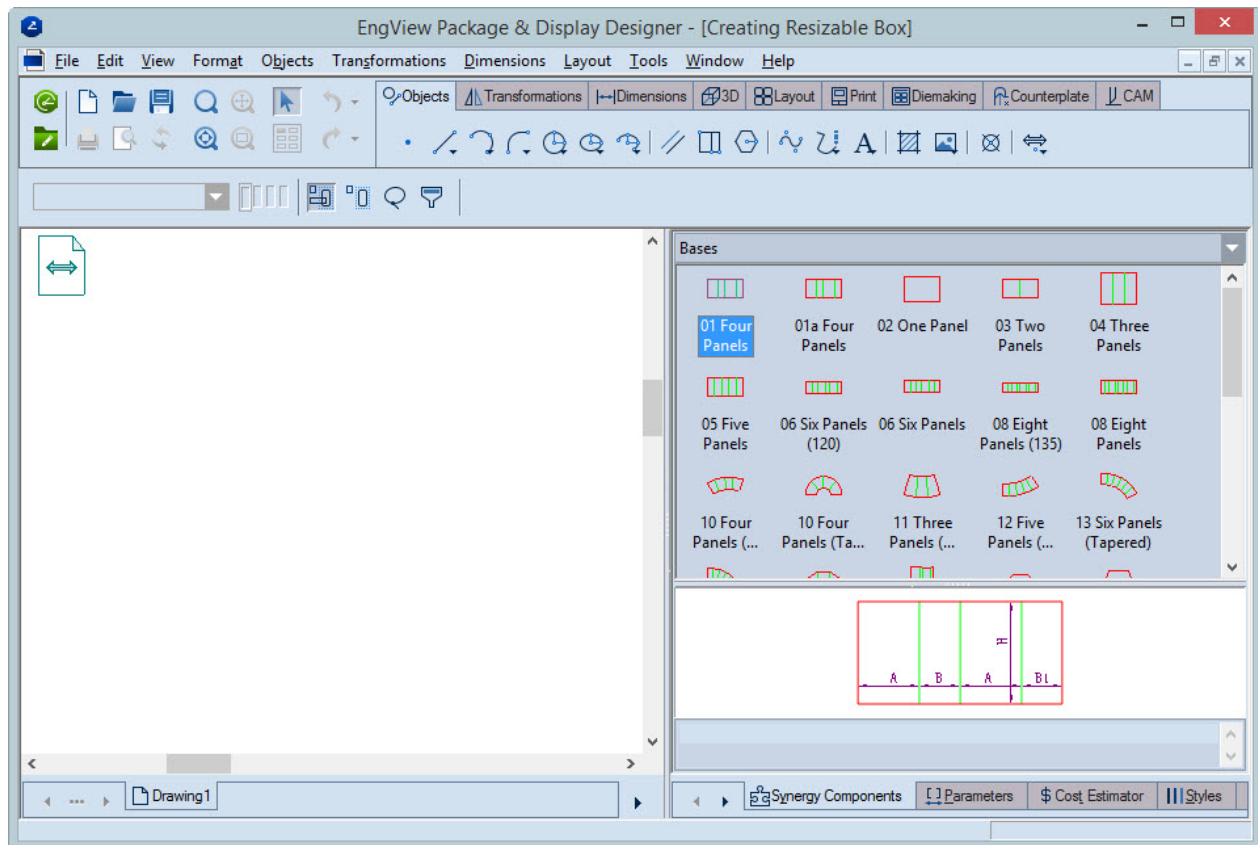 EngView Package & Display Designer - [Creating Resizable Box]
File Edit View Format Objects Transformations Dimensions Layout Tools Window Help
Objects Transformations Dimensions 3D Layout Print Diemaking Counterplate CAM
A
Bases
01 Four
Panels
01a Four
Panels
02 One Panel
03 Two
Panels
04 Three
Panels
05 Five
Panels
06 Six Panels
(120)
06 Six Panels
08 Eight
Panels (135)
08 Eight
Panels
10 Four
Panels (...
10 Four
Panels (Ta...
11 Three
Panels (...
12 Five
Panels (...
13 Six Panels
(Tapered)
H
A B A B1
Drawing1
Synergy Components Parameters $ Cost Estimator Styles